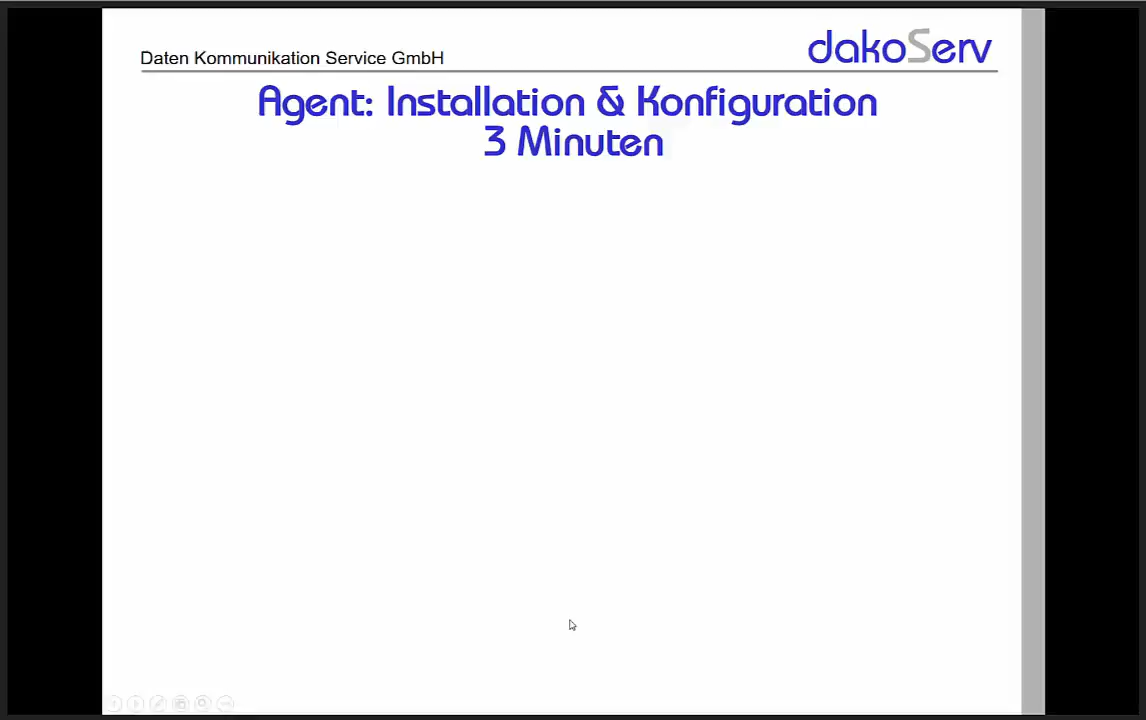 Daten Kommunikation Service GmbH
dakoServ
Agent: Installation & Konfiguration
3 Minuten